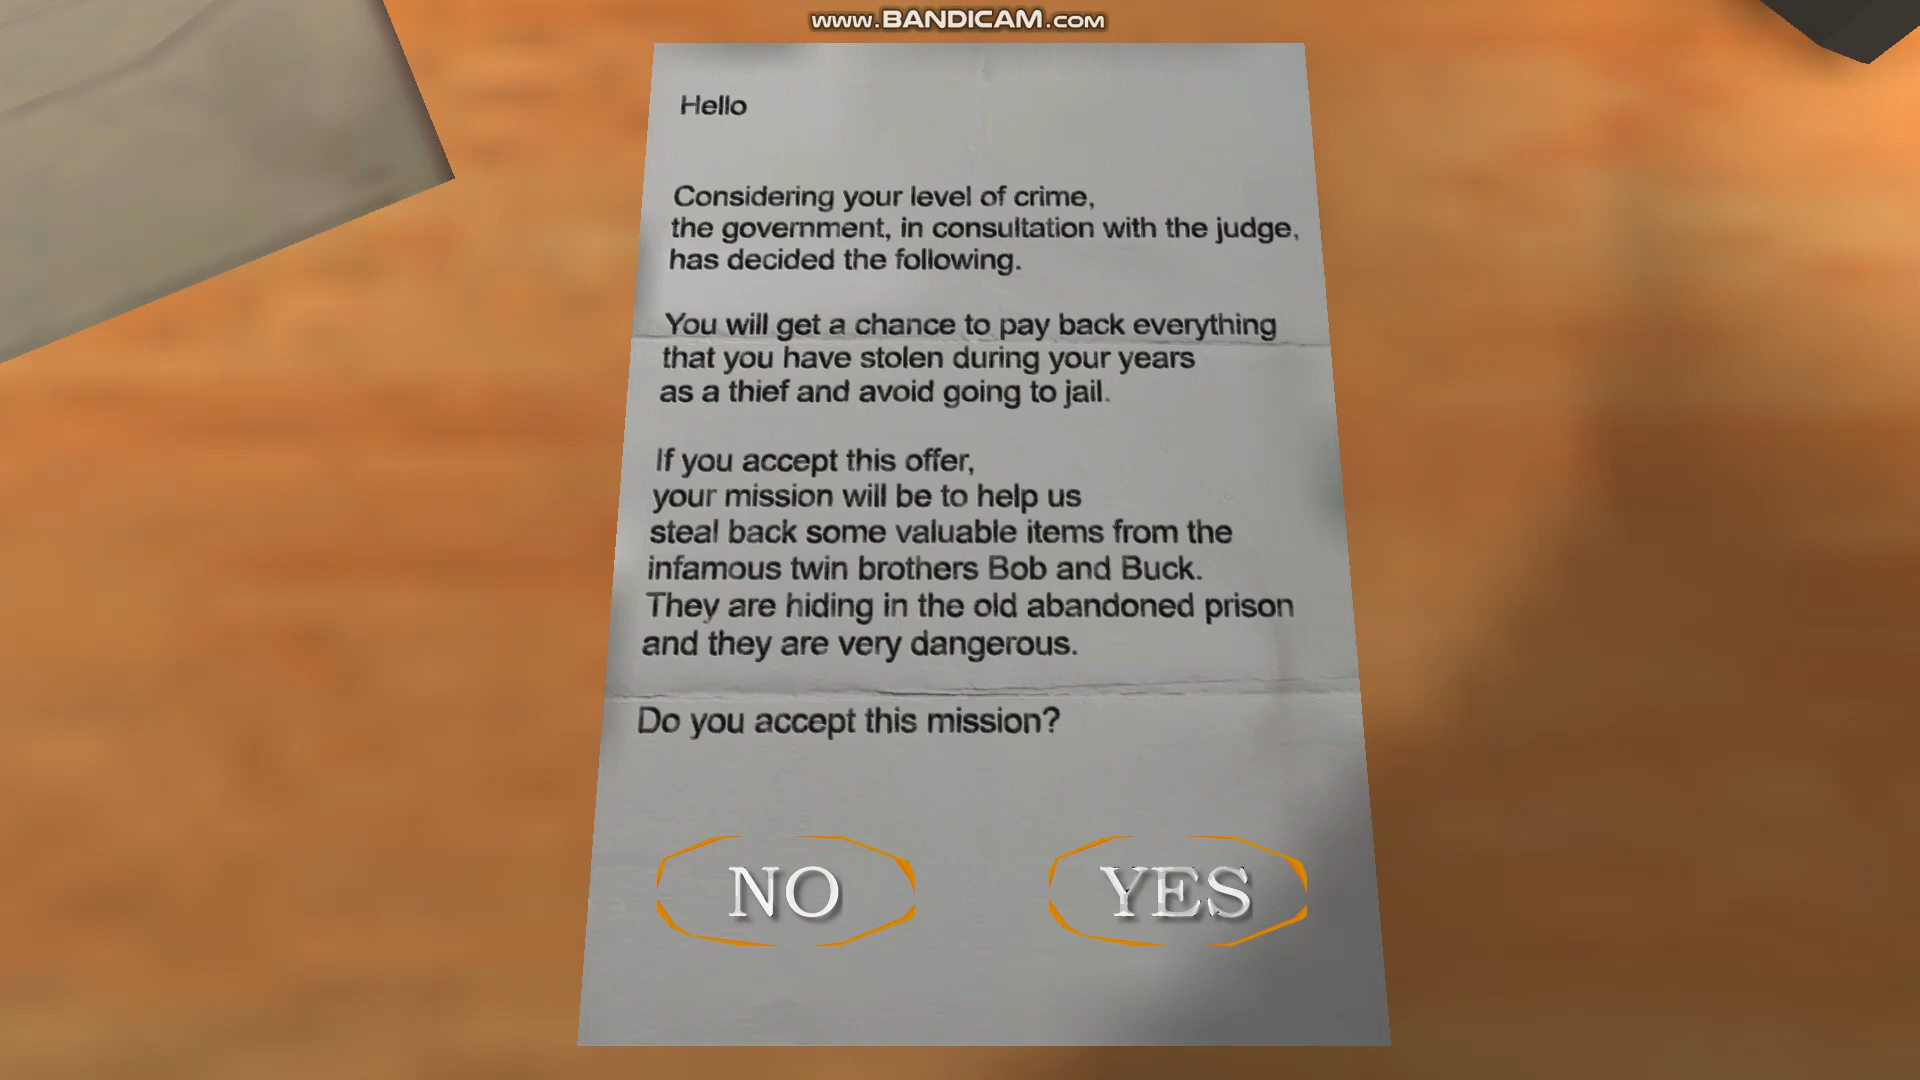 www.BANDICAM.com
Hello
Considering your level of crime,
the government, in consultation with the judge,
has decided the following.
You will get a chance to pay back everything
that you have stolen during your years
as a thief and avoid going to jail.
If you accept this offer,
your mission will be to help us
steal back some valuable items from the
infamous twin brothers Bob and Buck.
They are hiding in the old abandoned prison
and they are very dangerous.
Do you accept this mission?
NO
YES